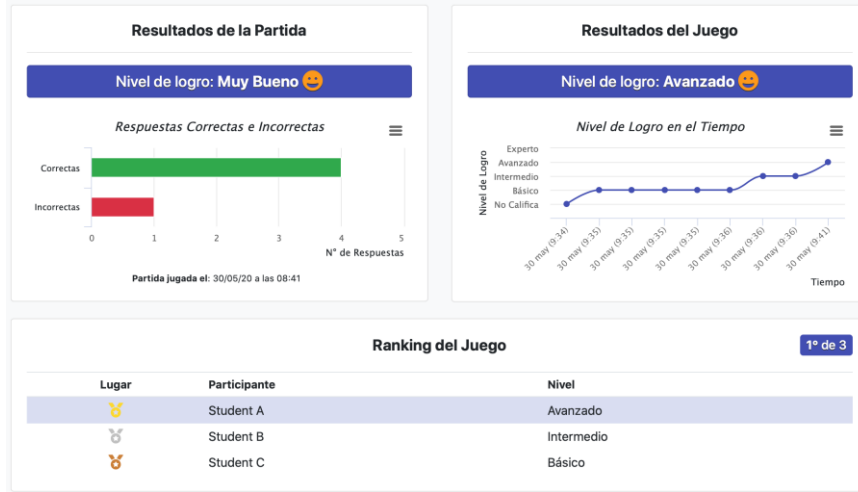 Resultados de la Partida
Nivel de logro: Muy Bueno
Respuestas Correctas e Incorrectas
Correctas
Incorrectas
0 1 2 3 4 5
N° de Respuestas
Partida jugada el: 30/05/20 a las 08:41
Resultados del Juego
Nivel de logro: Avanzado
Nivel de Logro en el Tiempo
Nivel de Logro
Experto
Avanzado
Intermedio
Básico
No Califica
30 may (9:34)
30 may (9:35)
30 may (9:35)
30 may (9:35)
30 may (9:35)
30 may (9:36)
30 may (9:36)
30 may (9:36)
30 may (9:41)
Tiempo
Ranking del Juego
1° de 3
Lugar Participante Nivel
Student A Avanzado
Student B Intermedio
Student C Básico